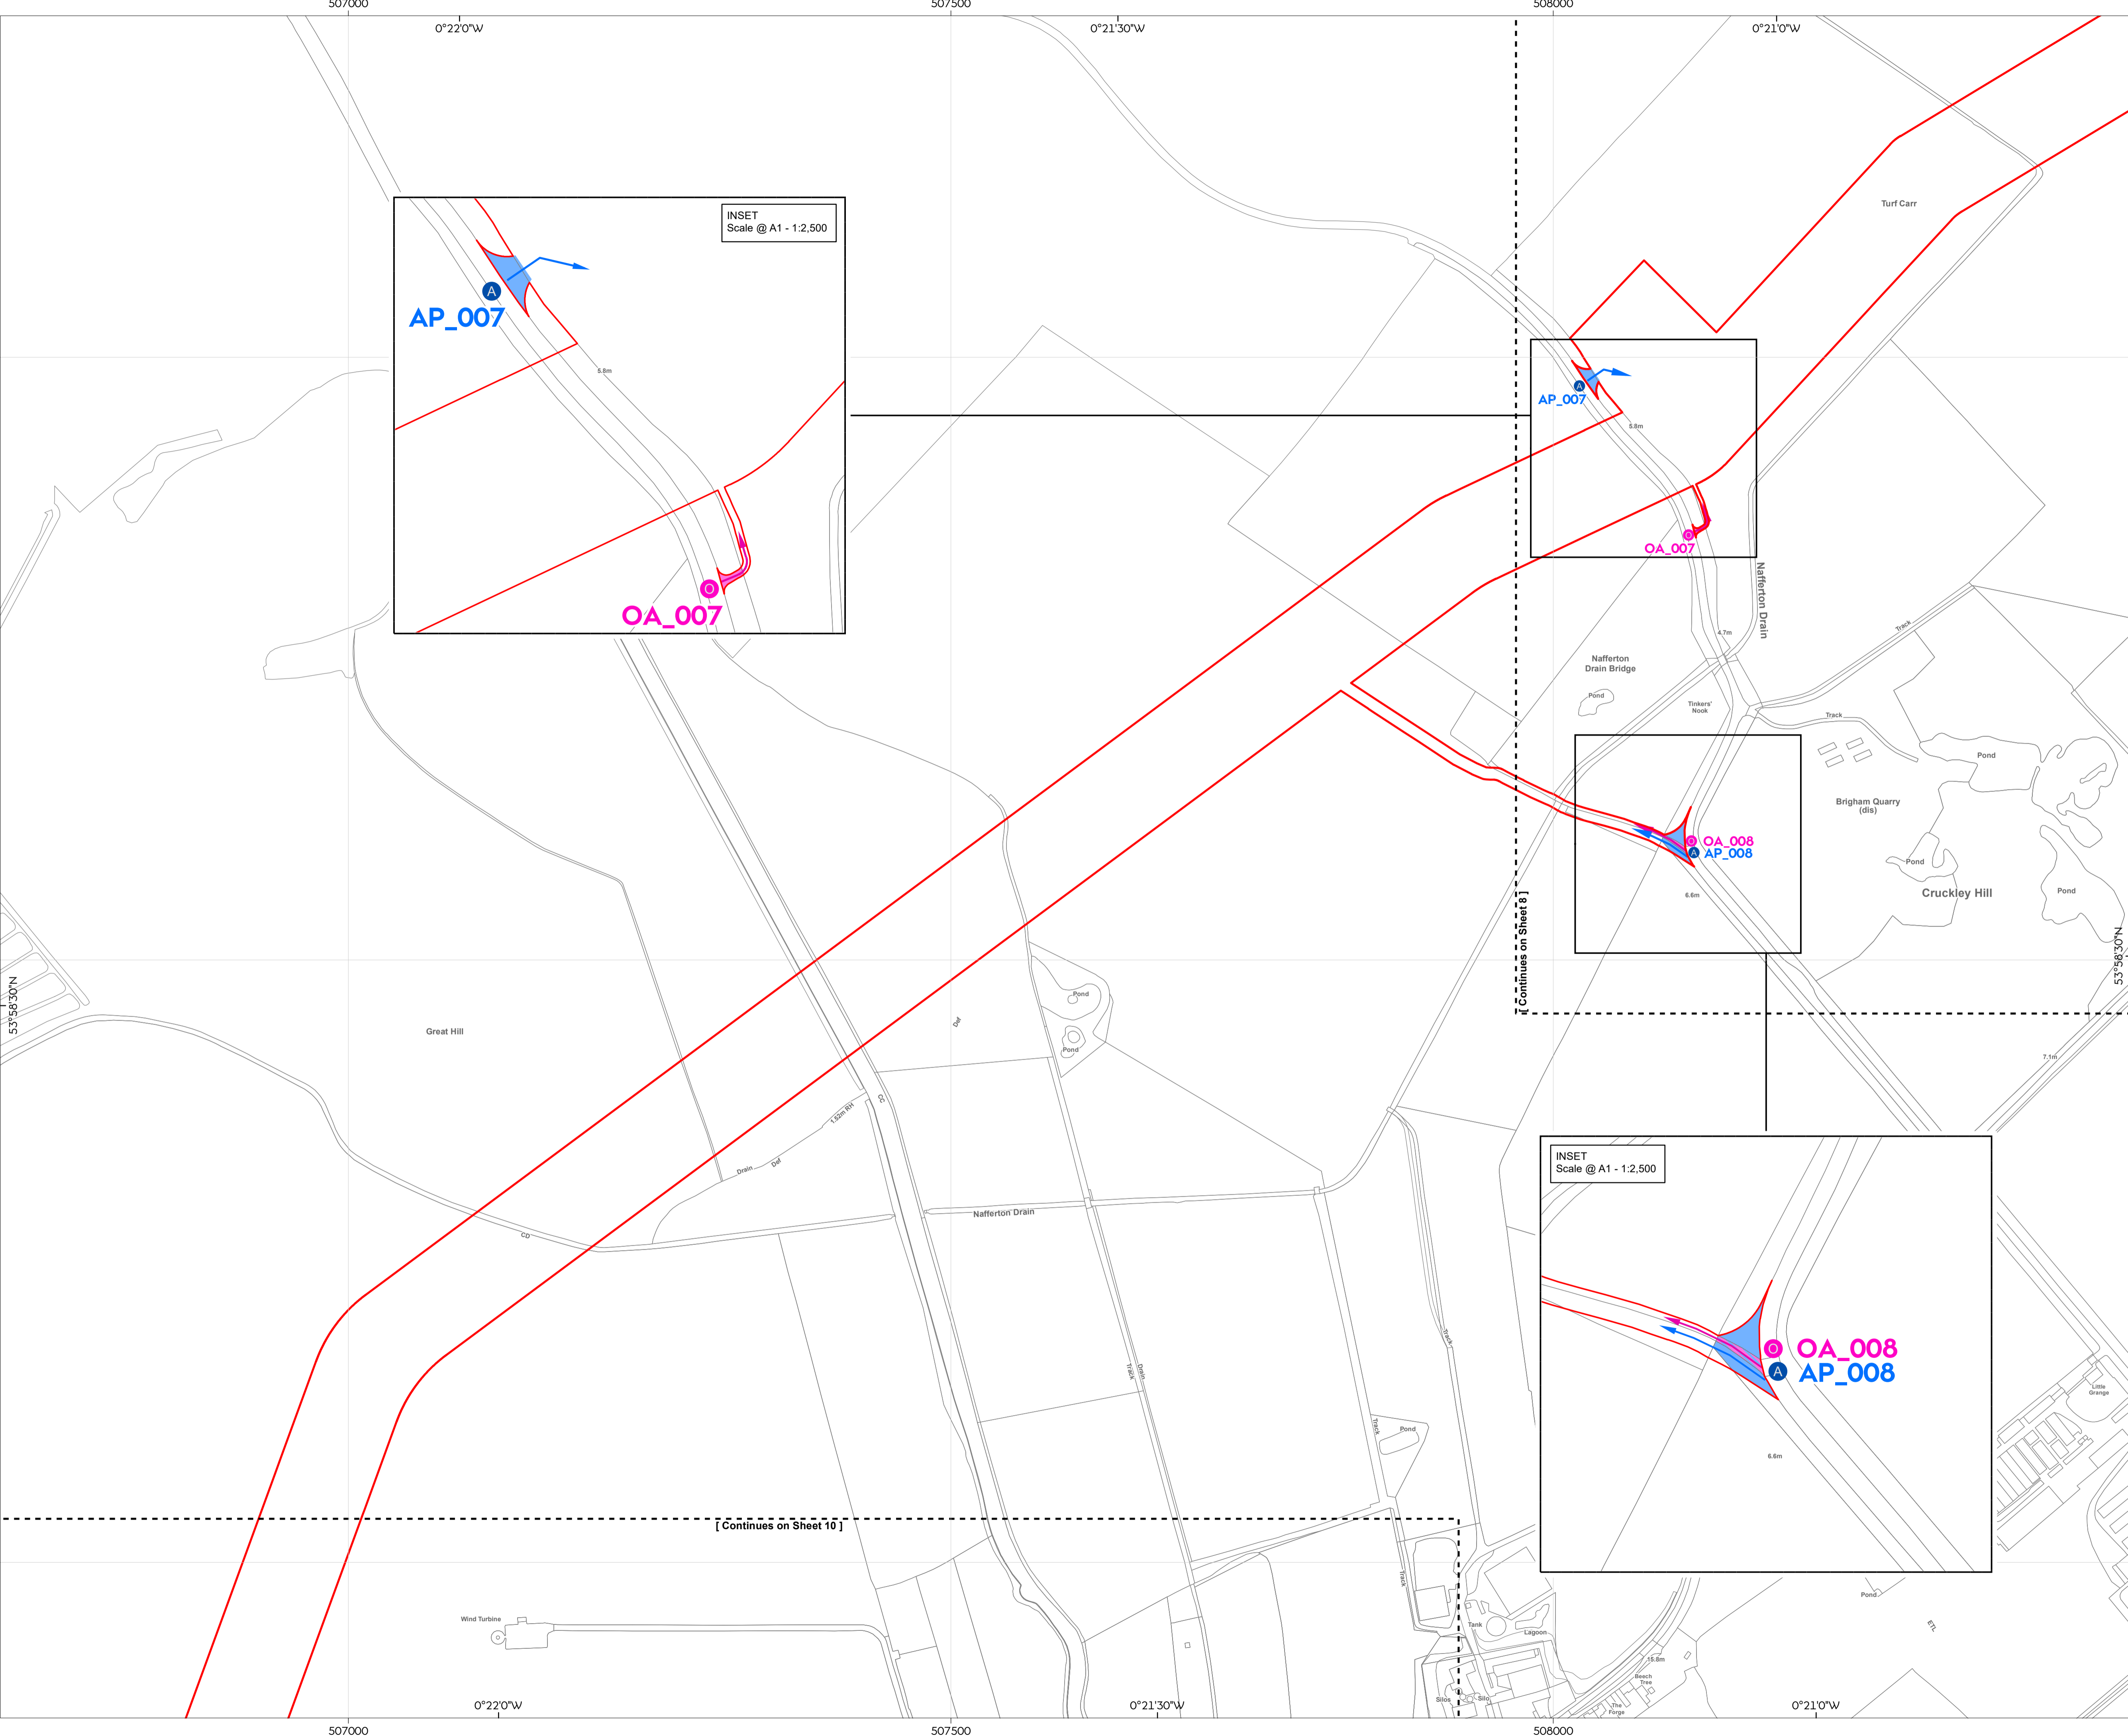 507000
507500
508000
0°22'0"W
0°21'30"W
0°21'0"W
Turf Carr
INSET
Scale @ A1 - 1:2,500
A
AP_007
5.8m
O
OA_007
A
AP_007
5.8m
O
OA_007
Nafferton Drain
4.7m
Track
Nafferton
Drain Bridge
Pond
Tinkers'
Nook
Track
Pond
Brigham Quarry
(dis)
O
OA_008
A
AP_008
Pond
Pond
6.6m
Cruckley Hill
[ Continues on Sheet 8 ]
53°58'30"N
53°58'30"N
Pond
Def
Great Hill
Pond
7.1m
CC
1.52m RH
Drain
Def
INSET
Scale @ A1 - 1:2,500
Nafferton Drain
CD
O
OA_008
A
AP_008
6.6m
Track
Track
Drain
Little
Grange
Track
Pond
[ Continues on Sheet 10 ]
Track
Pond
Wind Turbine
Tank
Lagoon
ETL
15.8m
Beech
Tree
Silos
Silo
The
Forge
0°22'0"W
0°21'30"W
0°21'0"W
507000
507500
508000